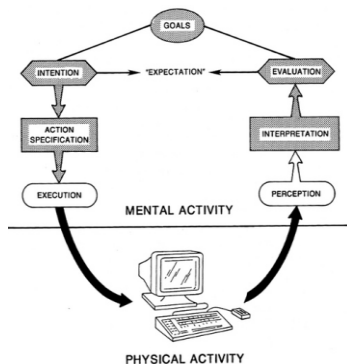 GOALS
INTENTION
"EXPECTATION"
EVALUATION
ACTION
SPECIFICATION
INTERPRETATION
EXECUTION
PERCEPTION
MENTAL ACTIVITY
PHYSICAL ACTIVITY